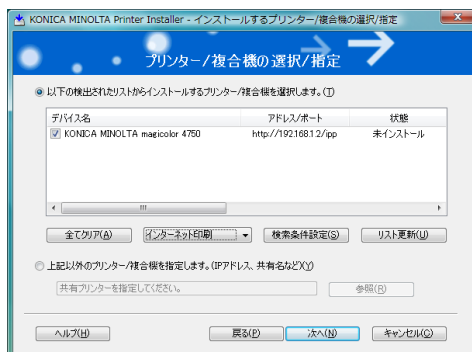 KONICA MINOLTA Printer Installer - インストールするプリンター/複合機の選択/指定
プリンター/複合機の選択/指定
以下の検出されたリストからインストールするプリンター/複合機を選択します。(T)
デバイス名 アドレス/ポート 状態
KONICA MINOLTA magicolor 4750 http://192.168.1.2/ipp 未インストール
全てクリア(A) インターネット印刷 検索条件設定(S) リスト更新(U)
上記以外のプリンター/複合機を指定します。(IPアドレス、共有名など)(Y)
共有プリンターを指定してください。 参照(R)
ヘルプ(H) 戻る(P) 次へ(N) キャンセル(C)